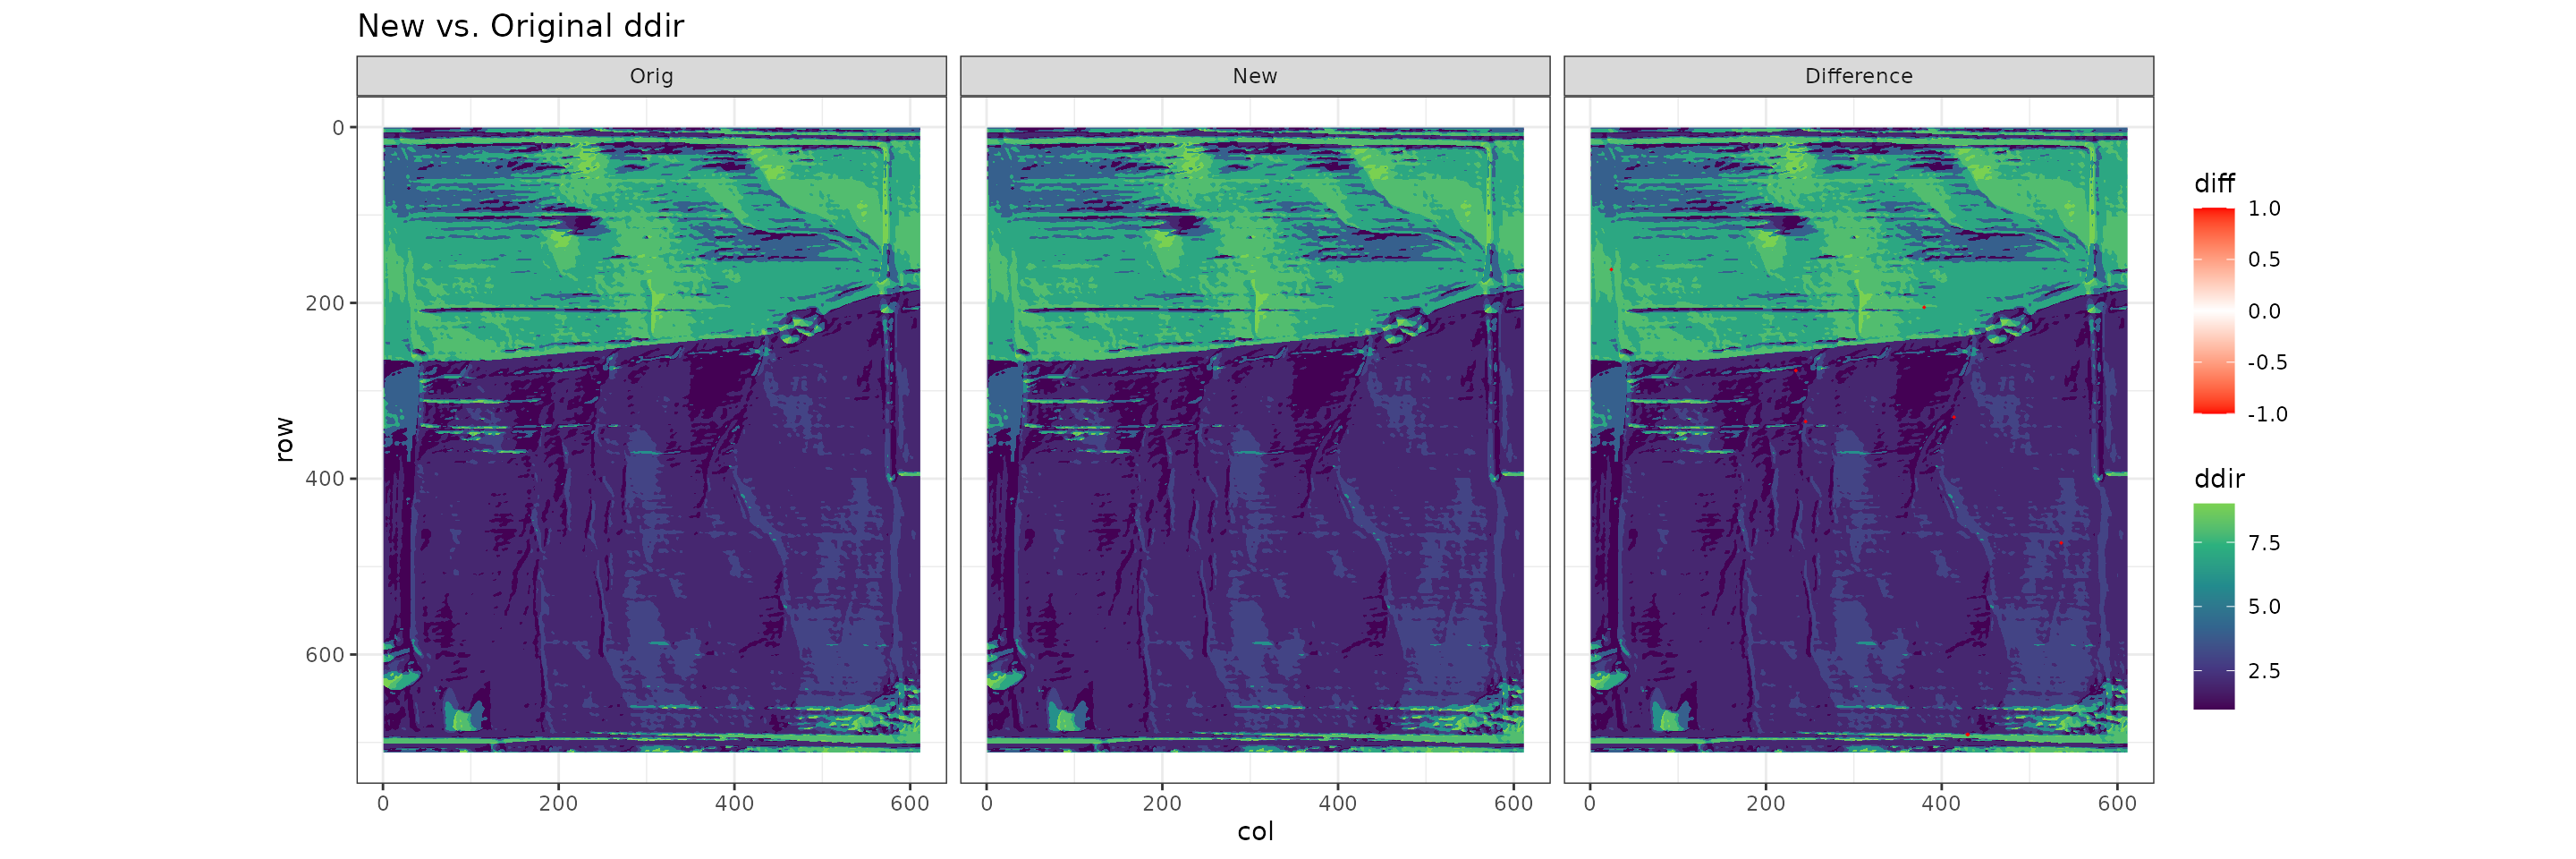 New vs. Original ddir
Orig New Difference
0
200
400
600
row
0 200 400 600 0 200 400 600 0 200 400 600
col
diff
1.0
0.5
0.0
-0.5
-1.0
ddir
7.5
5.0
2.5